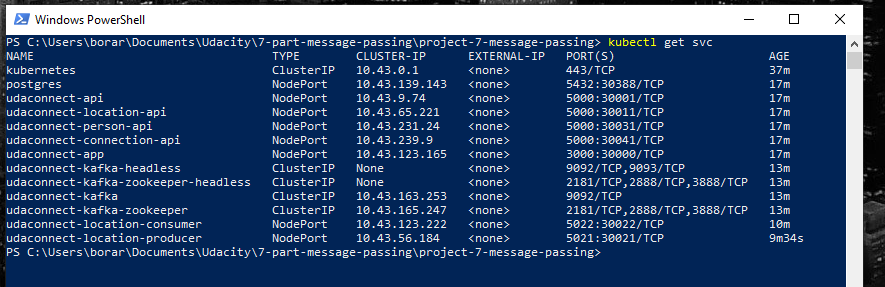 Windows PowerShell
PS C:\Users\borar\Documents\Udacity\7-part-message-passing\project-7-message-passing> kubectl get svc
NAME TYPE CLUSTER-IP EXTERNAL-IP PORT(S) AGE
kubernetes ClusterIP 10.43.0.1 <none> 443/TCP 37m
postgres NodePort 10.43.139.143 <none> 5432:30388/TCP 17m
udaconnect-api NodePort 10.43.9.74 <none> 5000:30001/TCP 17m
udaconnect-location-api NodePort 10.43.65.221 <none> 5000:30011/TCP 17m
udaconnect-person-api NodePort 10.43.231.24 <none> 5000:30031/TCP 17m
udaconnect-connection-api NodePort 10.43.239.9 <none> 5000:30041/TCP 17m
udaconnect-app NodePort 10.43.123.165 <none> 3000:30000/TCP 17m
udaconnect-kafka-headless ClusterIP None <none> 9092/TCP,9093/TCP 13m
udaconnect-kafka-zookeeper-headless ClusterIP None <none> 2181/TCP,2888/TCP,3888/TCP 13m
udaconnect-kafka ClusterIP 10.43.163.253 <none> 9092/TCP 13m
udaconnect-kafka-zookeeper ClusterIP 10.43.165.247 <none> 2181/TCP,2888/TCP,3888/TCP 13m
udaconnect-location-consumer NodePort 10.43.123.222 <none> 5022:30022/TCP 10m
udaconnect-location-producer NodePort 10.43.56.184 <none> 5021:30021/TCP 9m34s
PS C:\Users\borar\Documents\Udacity\7-part-message-passing\project-7-message-passing>